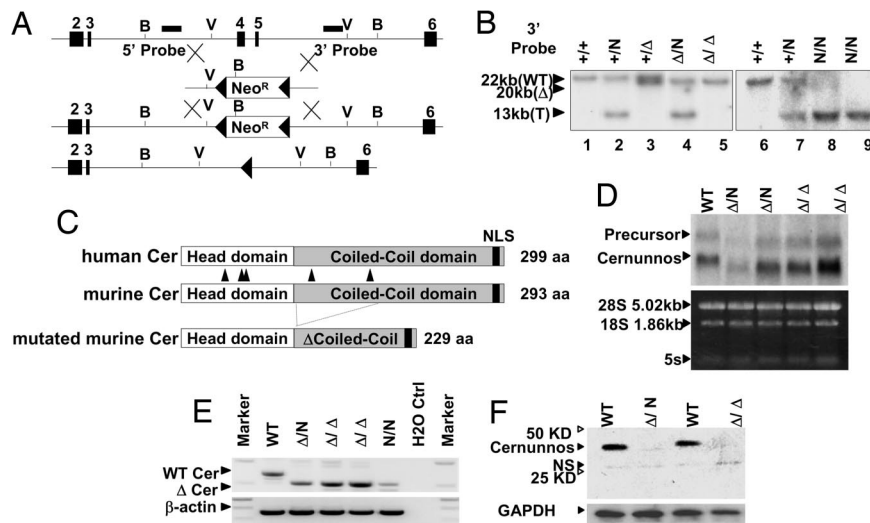 A
2 3 B V 4 5 V B 6
5' Probe 3' Probe
V B
Neo^R
2 3 B V B V B 6
Neo^R
2 3 B V V B 6
B
3'
Probe
+/+ +/N +/Δ Δ/N Δ/Δ +/+ +/N N/N N/N
22kb(WT)
20kb(Δ)
13kb(T)
1 2 3 4 5 6 7 8 9
C
NLS
human Cer Head domain Coiled-Coil domain 299 aa
murine Cer Head domain Coiled-Coil domain 293 aa
mutated murine Cer Head domain ΔCoiled-Coil 229 aa
D
WT Δ/N Δ/N Δ/Δ Δ/Δ
Precursor
Cernunnos
28S 5.02kb
18S 1.86kb
5s
E
Marker WT Δ/N Δ/Δ Δ/Δ N/N H2O Ctrl Marker
WT Cer
Δ Cer
β-actin
F
WT Δ/N WT Δ/Δ
50 KD
Cernunnos
NS
25 KD
GAPDH